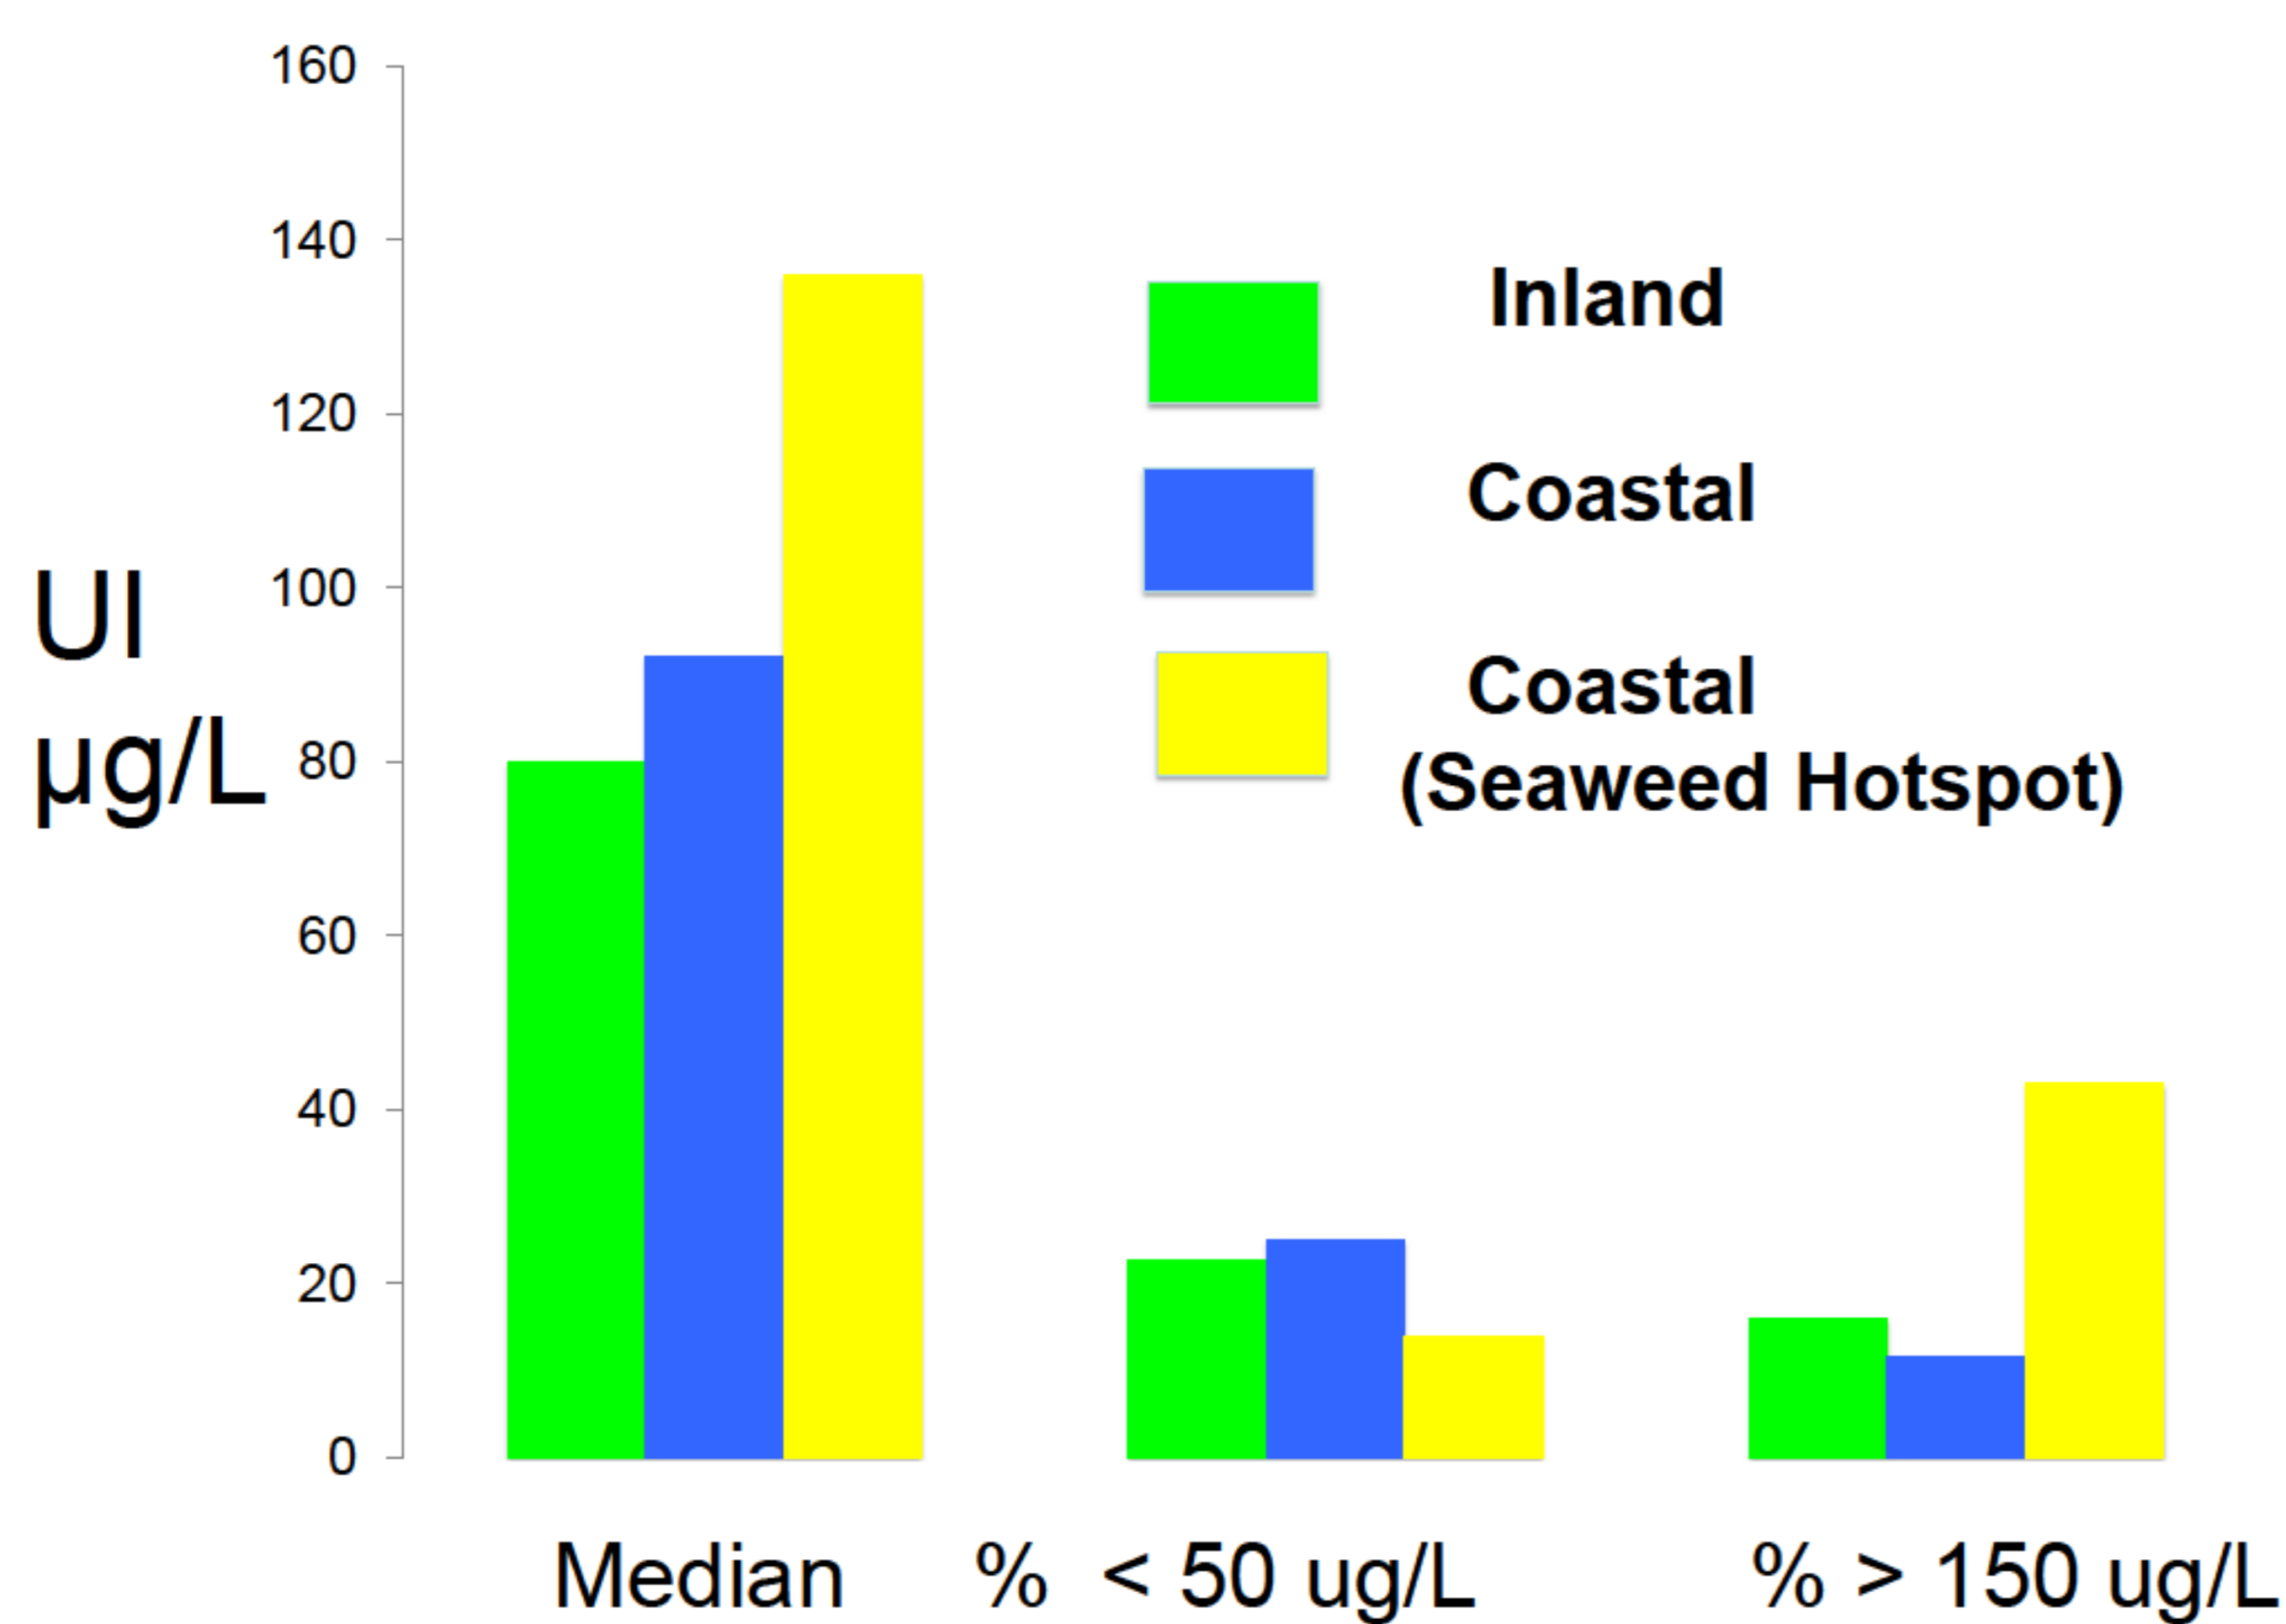 160
140
120
100
80
60
40
20
0
UI
µg/L
Inland
Coastal
Coastal
(Seaweed Hotspot)
Median
% < 50 ug/L
% > 150 ug/L